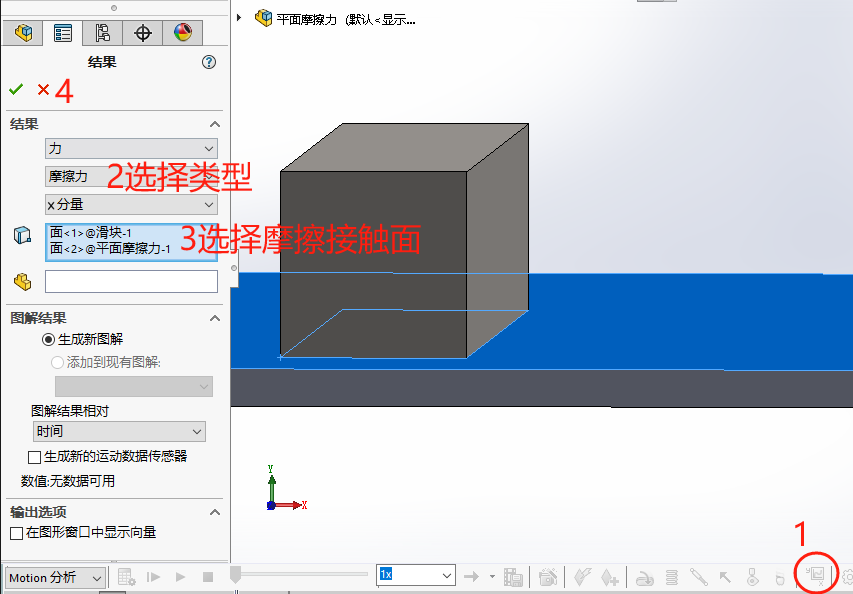 平面摩擦力 (默认<显示...
结果
?
4
结果
力
摩擦力
2选择类型
x 分量
面<1>@滑块-1
面<2>@平面摩擦力-1
3选择摩擦接触面
图解结果
生成新图解
添加到现有图解:
图解结果相对
时间
生成新的运动数据传感器
数值:无数据可用
输出选项
在图形窗口中显示向量
Y
X
1
Motion 分析
1x